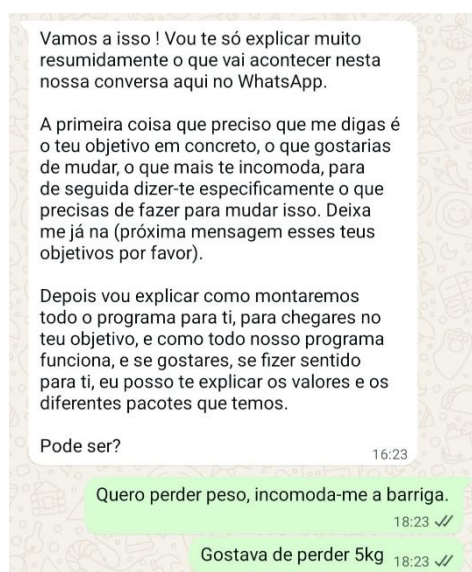 Vamos a isso ! Vou te só explicar muito
resumidamente o que vai acontecer nesta
nossa conversa aqui no WhatsApp.
A primeira coisa que preciso que me digas é
o teu objetivo em concreto, o que gostarias
de mudar, o que mais te incomoda, para
de seguida dizer-te especificamente o que
precisas de fazer para mudar isso. Deixa
me já na (próxima mensagem esses teus
objetivos por favor).
Depois vou explicar como montaremos
todo o programa para ti, para chegares no
teu objetivo, e como todo nosso programa
funciona, e se gostares, se fizer sentido
para ti, eu posso te explicar os valores e os
diferentes pacotes que temos.
Pode ser?
16:23
Quero perder peso, incomoda-me a barriga.
18:23
Gostava de perder 5kg 18:23